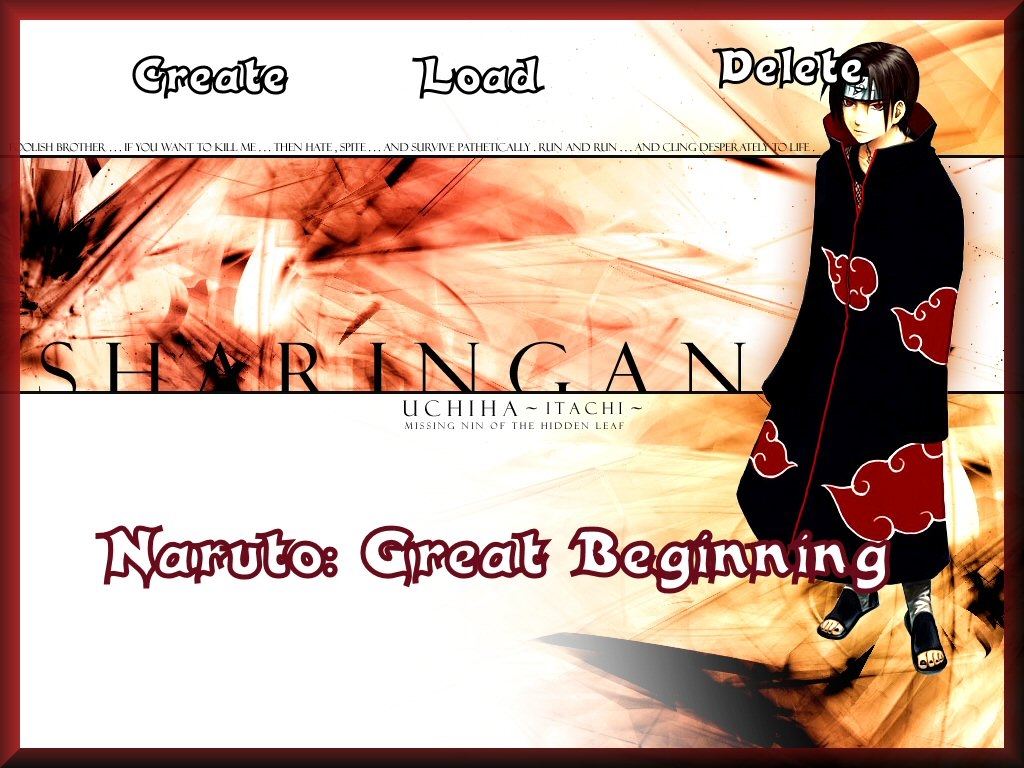 Create Load Delete
FOOLISH BROTHER . . . IF YOU WANT TO KILL ME . . . THEN HATE , SPITE . . . AND SURVIVE PATHETICALLY . RUN AND RUN . . . AND CLING DESPERATELY TO LIFE .
SHARINGAN
UCHIHA ~ ITACHI ~
MISSING NIN OF THE HIDDEN LEAF
Naruto: Great Beginning